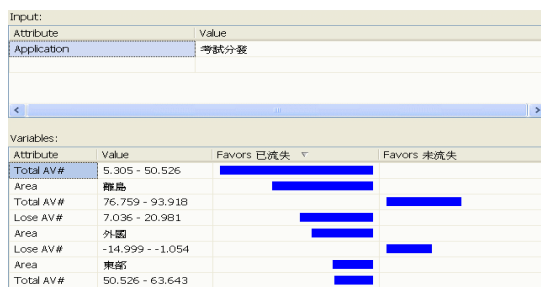 Input:
Attribute Value
Application 考試分發
Variables:
Attribute Value Favors 已流失 Favors 未流失
Total AV# 5.305 - 50.526
Area 離島
Total AV# 76.759 - 93.918
Lose AV# 7.036 - 20.981
Area 外國
Lose AV# -14.999 - -1.054
Area 東部
Total AV# 50.526 - 63.643